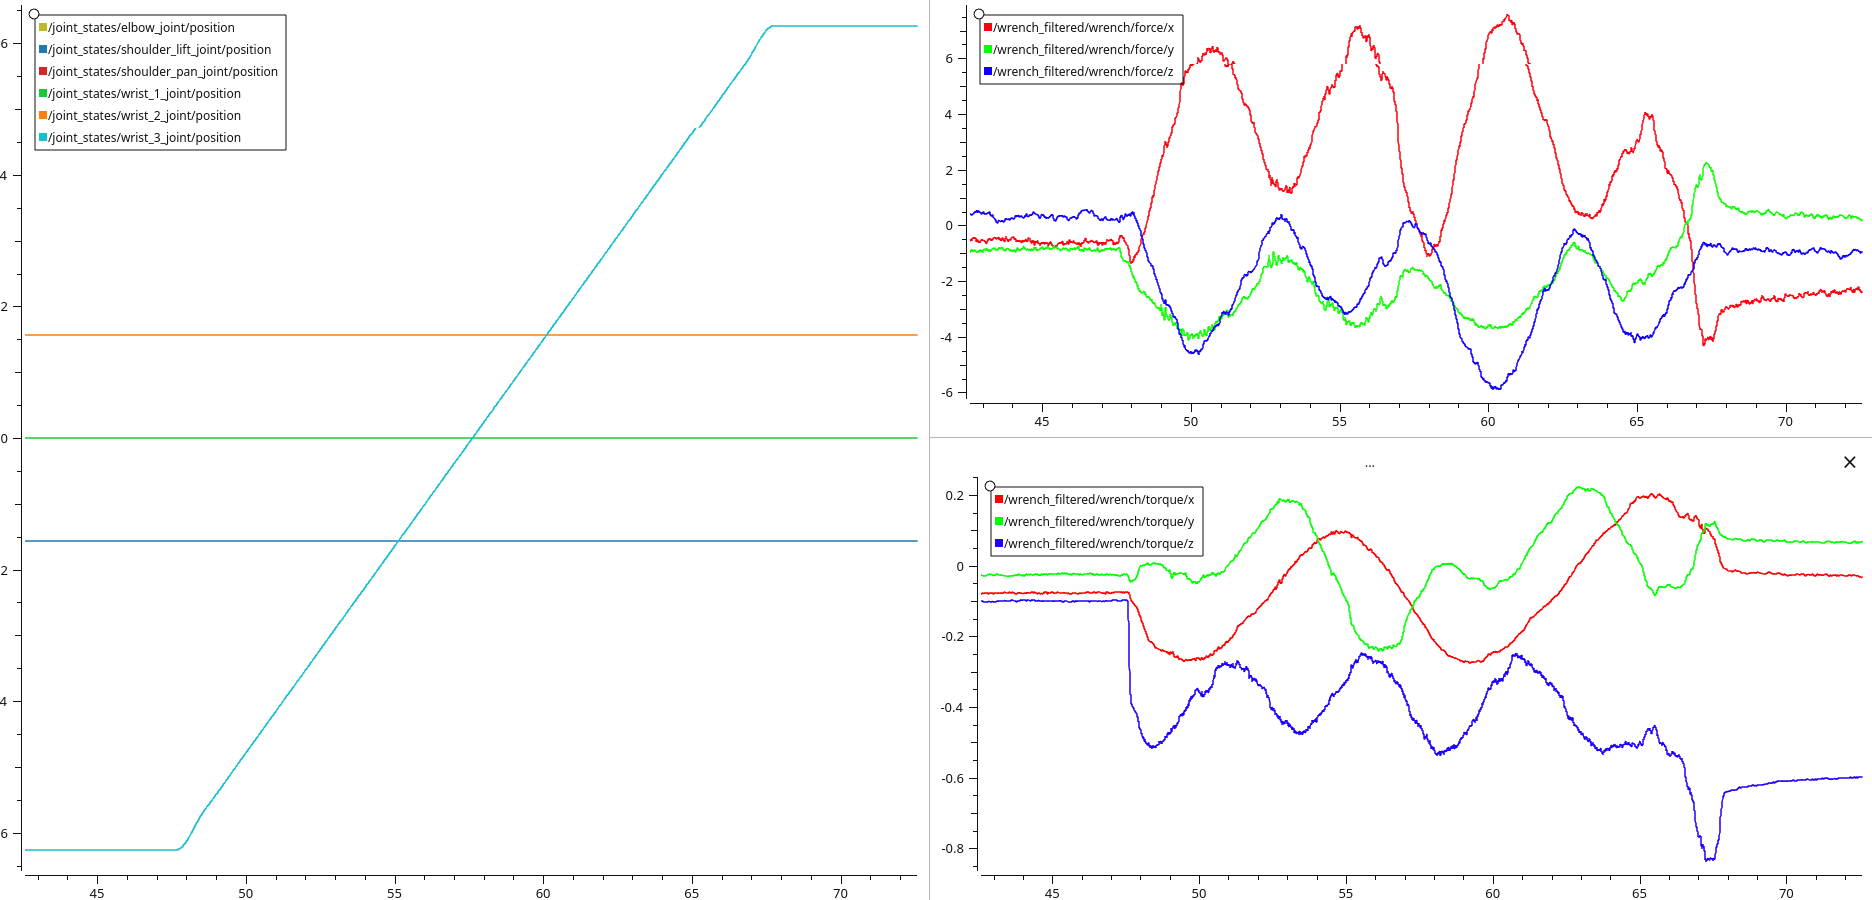 /joint_states/elbow_joint/position
/joint_states/shoulder_lift_joint/position
/joint_states/shoulder_pan_joint/position
/joint_states/wrist_1_joint/position
/joint_states/wrist_2_joint/position
/joint_states/wrist_3_joint/position
6
4
2
0
2
4
6
45 50 55 60 65 70
/wrench_filtered/wrench/force/x
/wrench_filtered/wrench/force/y
/wrench_filtered/wrench/force/z
6
4
2
0
-2
-4
-6
45 50 55 60 65 70
...
/wrench_filtered/wrench/torque/x
/wrench_filtered/wrench/torque/y
/wrench_filtered/wrench/torque/z
0.2
0
-0.2
-0.4
-0.6
-0.8
45 50 55 60 65 70